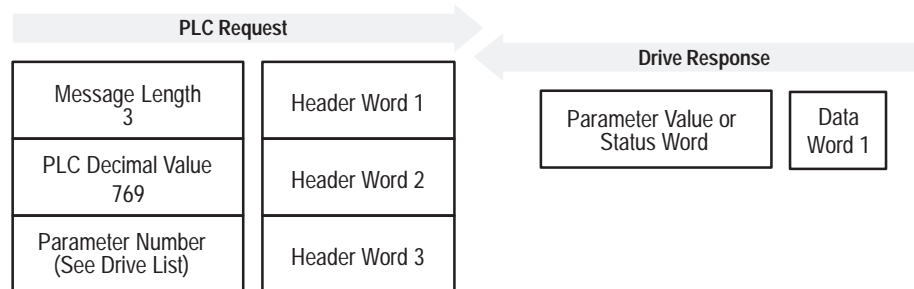 PLC Request
Drive Response
Message Length
3
Header Word 1
PLC Decimal Value
769
Header Word 2
Parameter Number
(See Drive List)
Header Word 3
Parameter Value or
Status Word
Data
Word 1